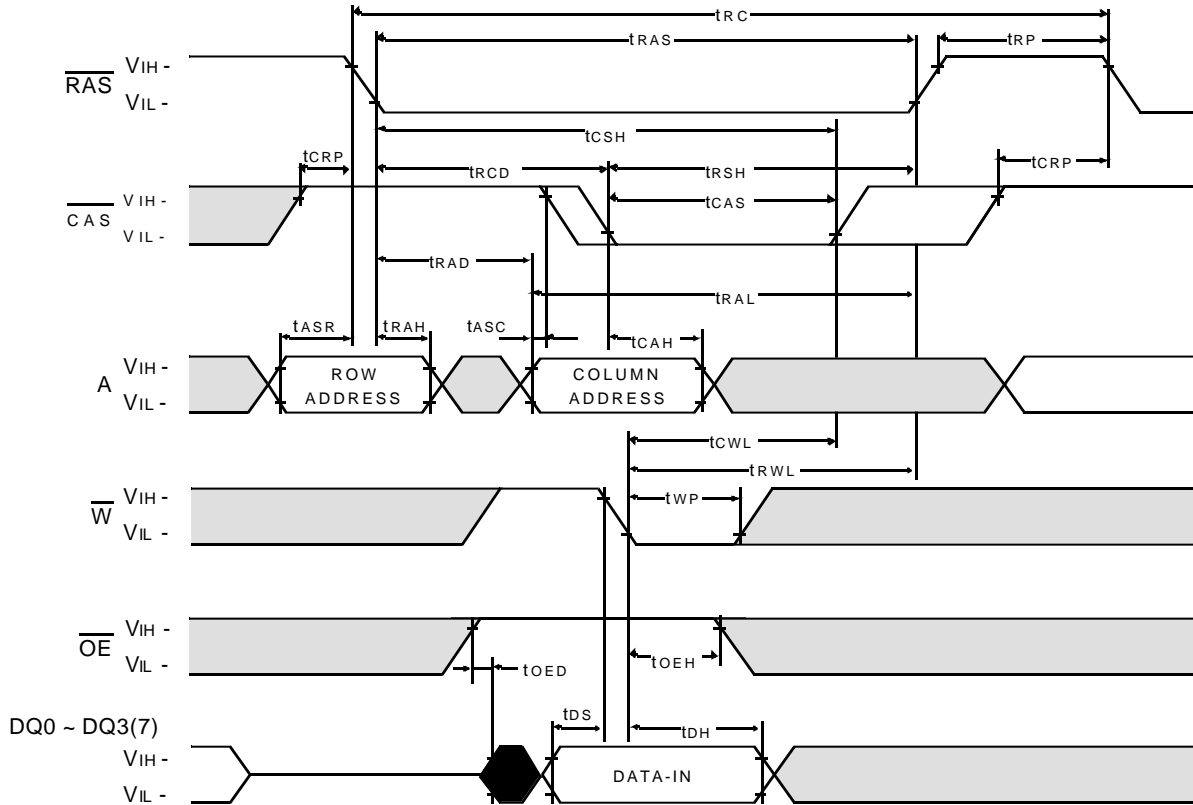 tRC
tRAS
tRP
RAS
VIH -
VIL -
tCSH
tCRP
tRCD
tRSH
tCRP
CAS
VIH -
VIL -
tCAS
tRAD
tRAL
tASR
tRAH
tASC
tCAH
A
VIH -
VIL -
ROW
ADDRESS
COLUMN
ADDRESS
tCWL
tRWL
W
VIH -
VIL -
tWP
OE
VIH -
VIL -
tOED
tOEH
DQ0 ~ DQ3(7)
VIH -
VIL -
tDS
tDH
DATA-IN